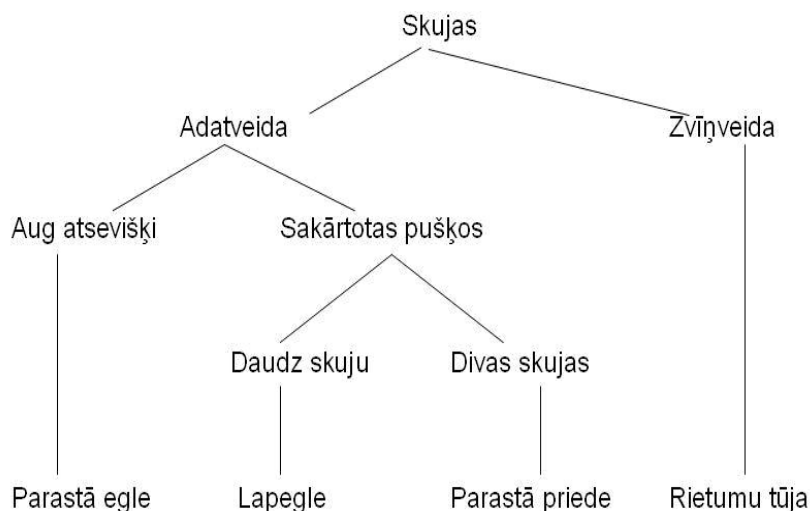 Skujas
Adatveida
Zvīņveida
Aug atsevišķi
Sakārtotas pušķos
Daudz skuju
Divas skujas
Parastā egle
Lapegle
Parastā priede
Rietumu tūja